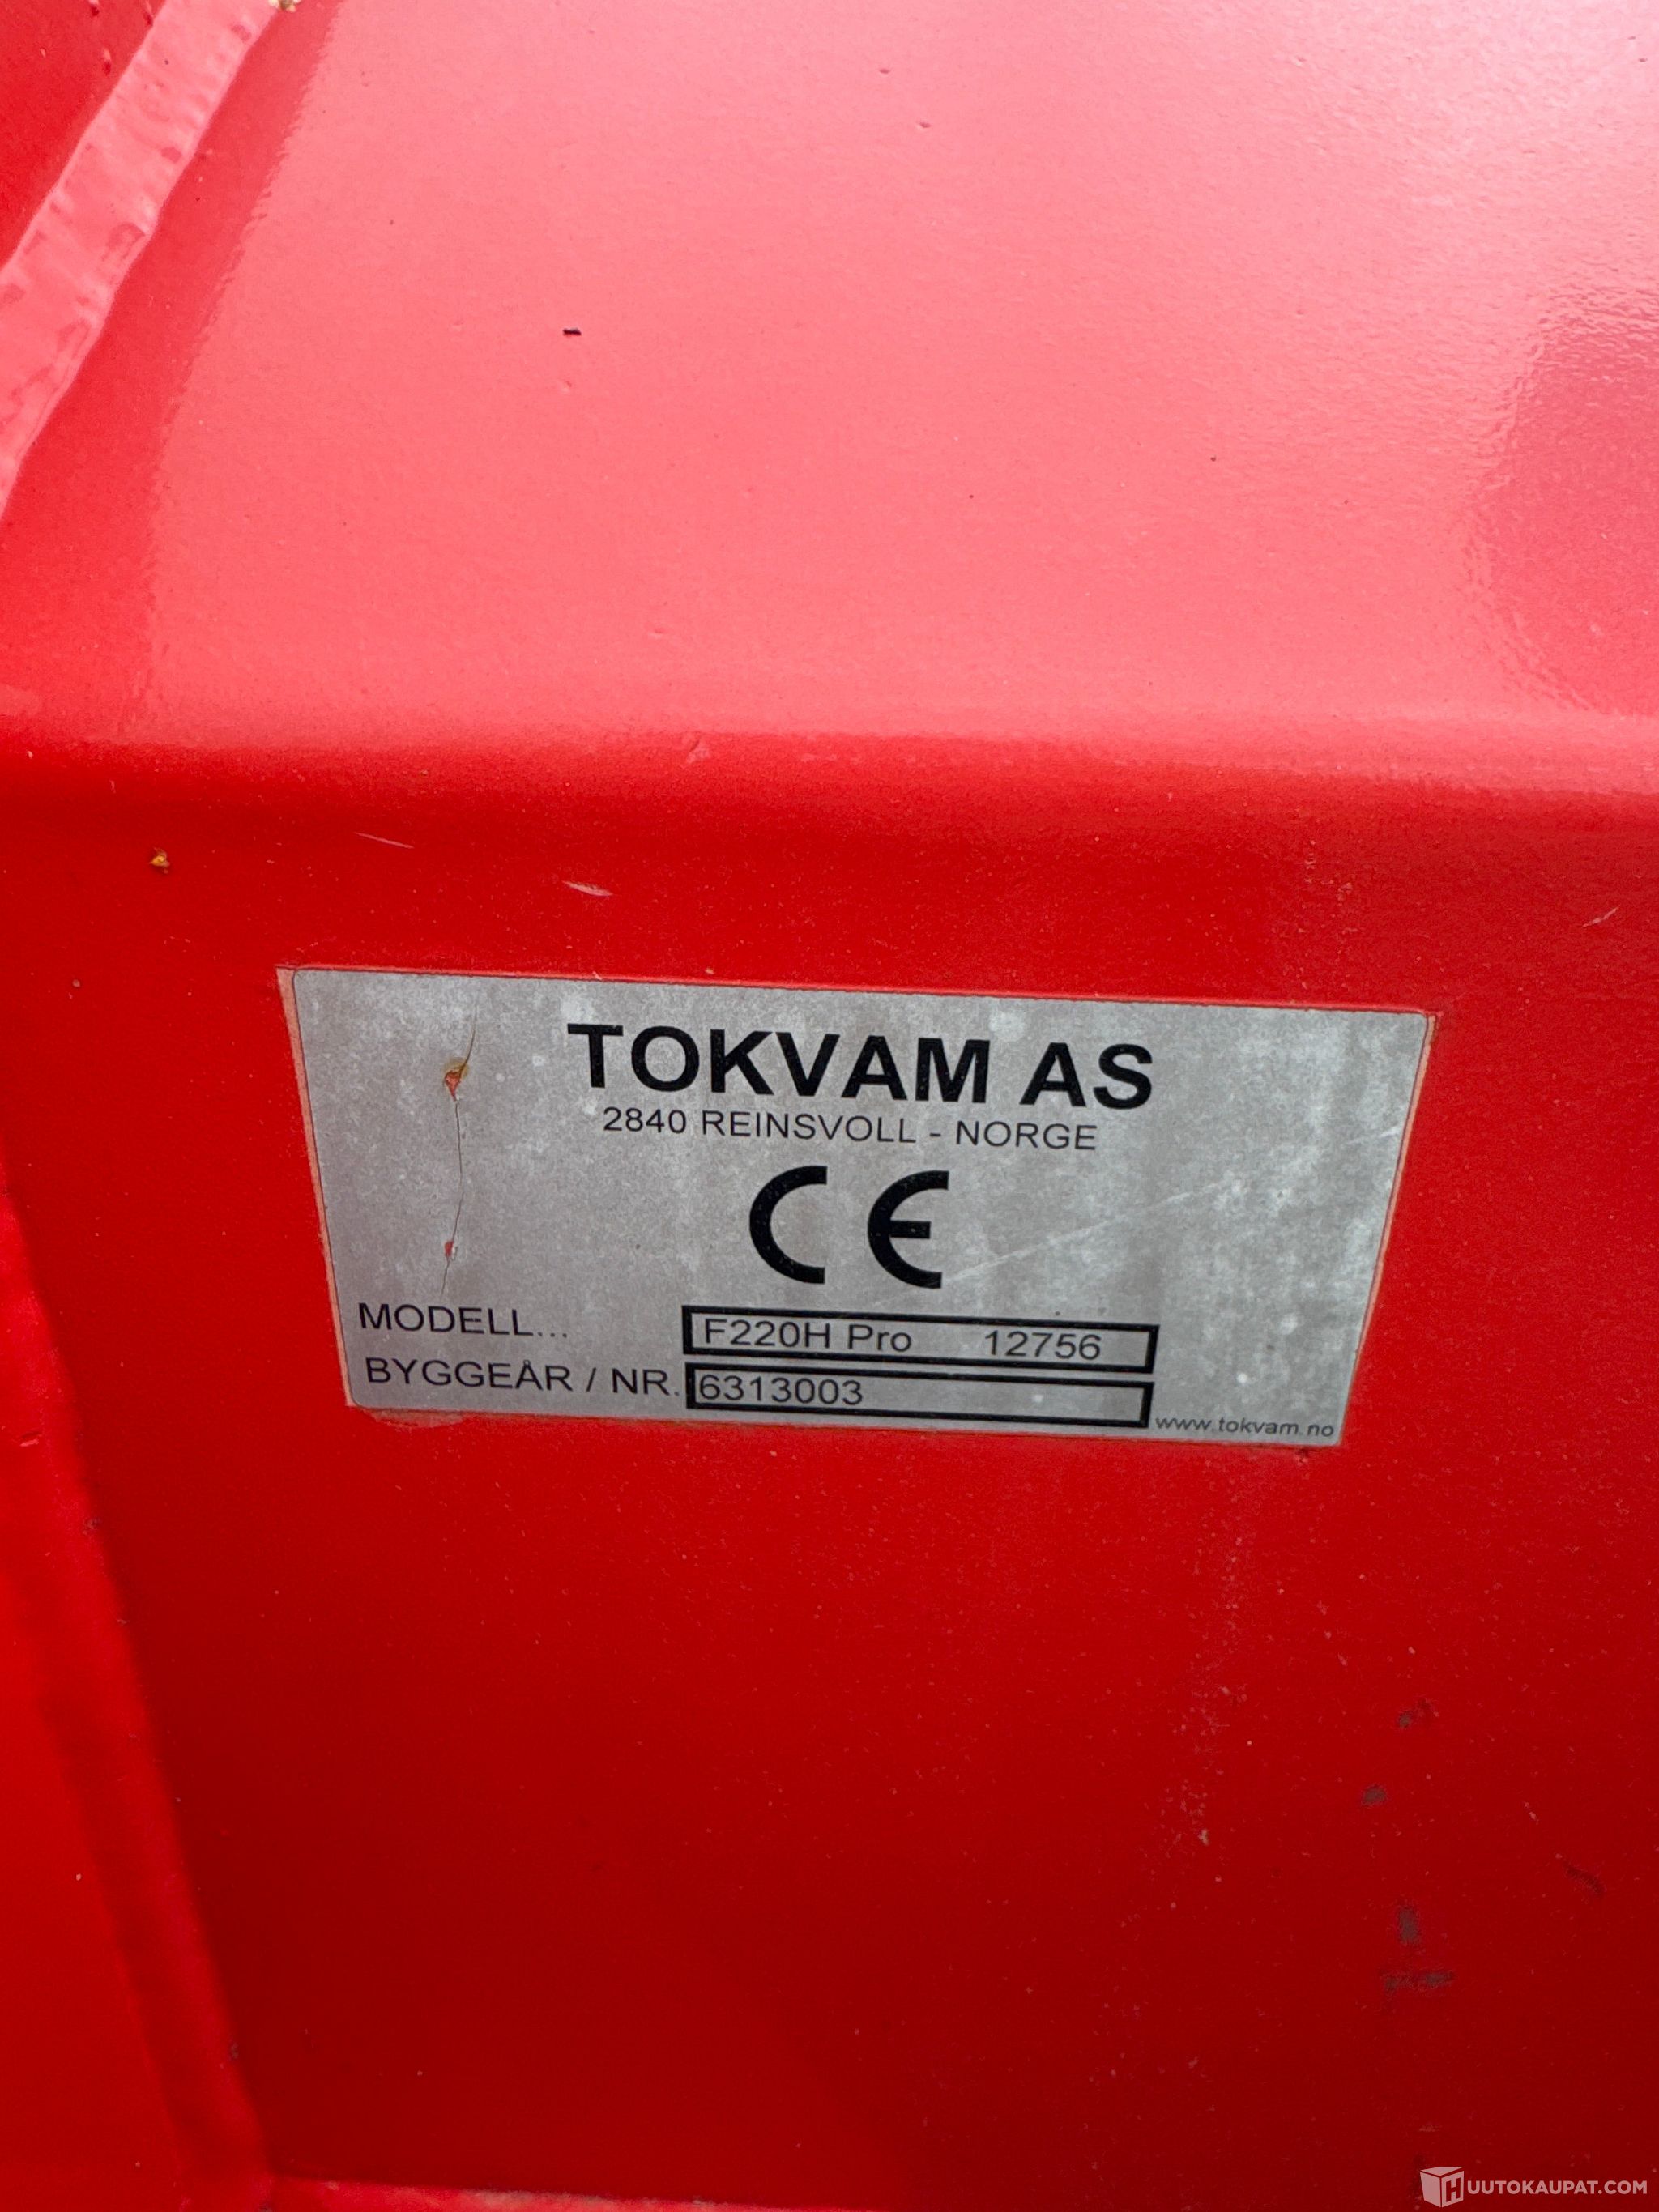 TOKVAM AS
2840 REINSVOLL - NORGE
CE
MODELL... F220H Pro 12756
BYGGEÅR / NR. 6313003
www.tokvam.no
HUUTOKAUPAT.COM